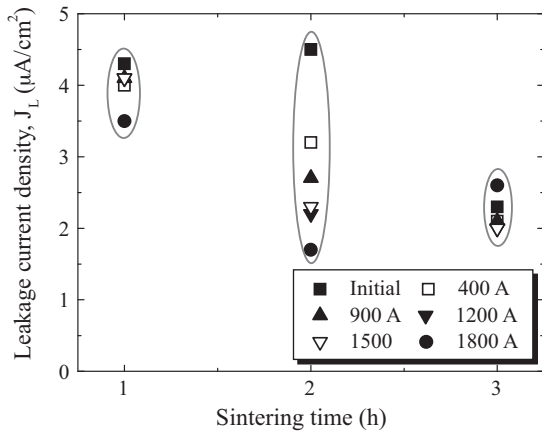 5
4
3
2
1
0
Leakage current density, J_L (μA/cm²)
Initial 400 A
900 A 1200 A
1500 1800 A
1 2 3
Sintering time (h)